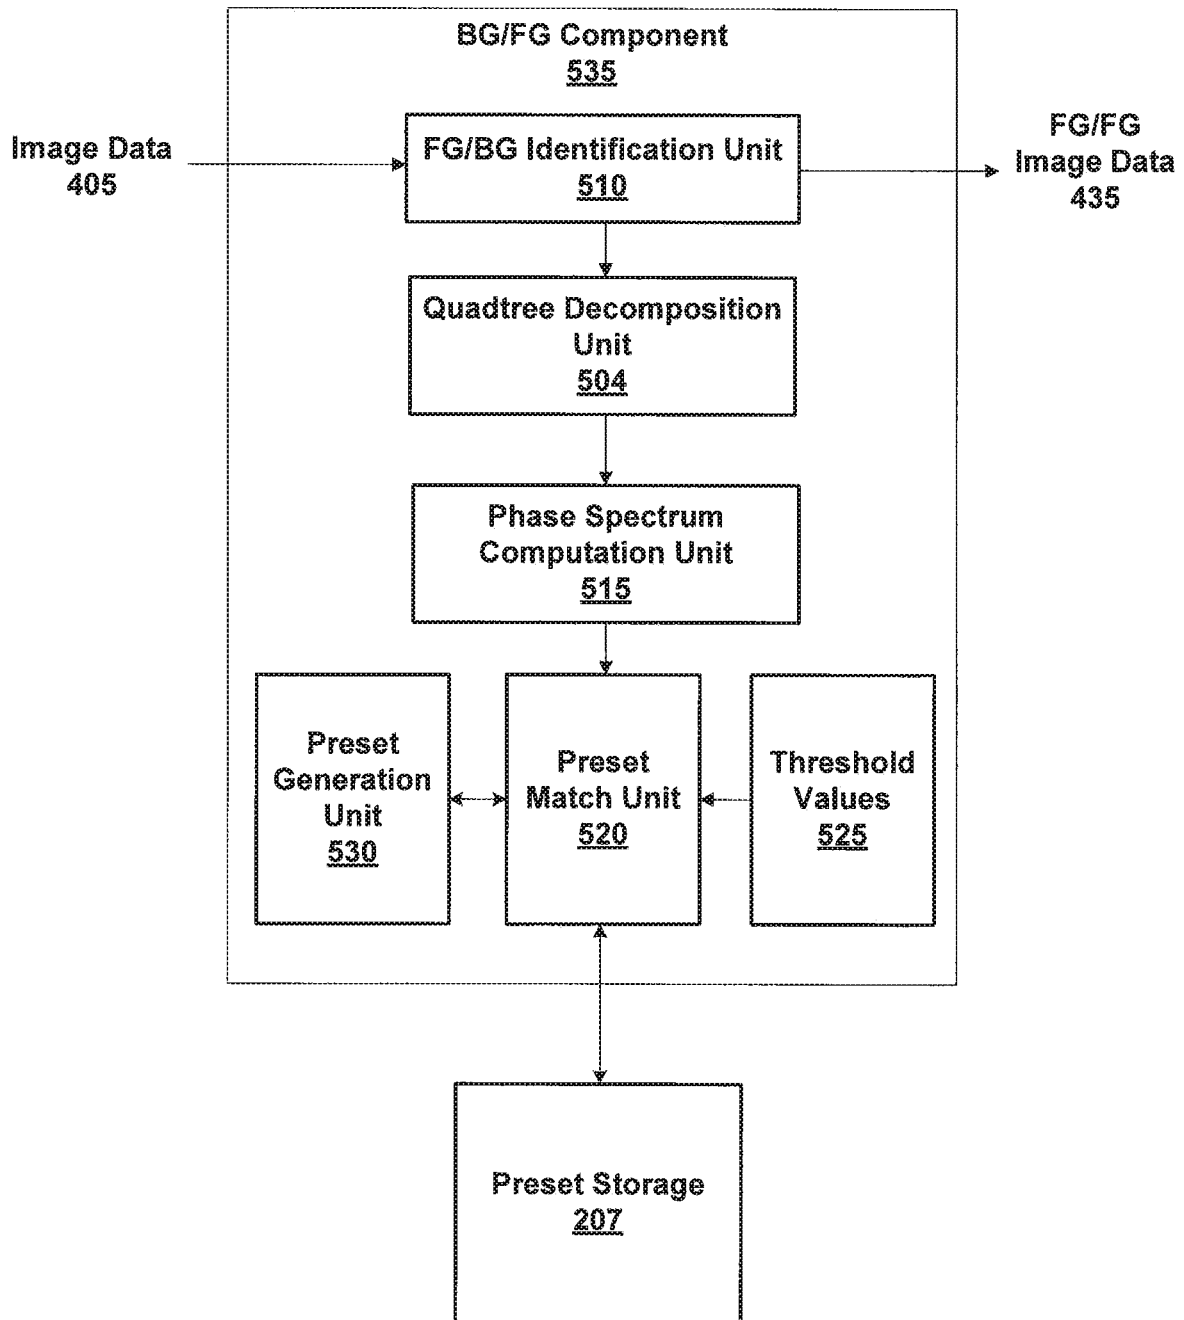 BG/FG Component
535
Image Data
405
FG/BG Identification Unit
510
FG/FG
Image Data
435
Quadtree Decomposition
Unit
504
Phase Spectrum
Computation Unit
515
Preset
Generation
Unit
530
Preset
Match Unit
520
Threshold
Values
525
Preset Storage
207